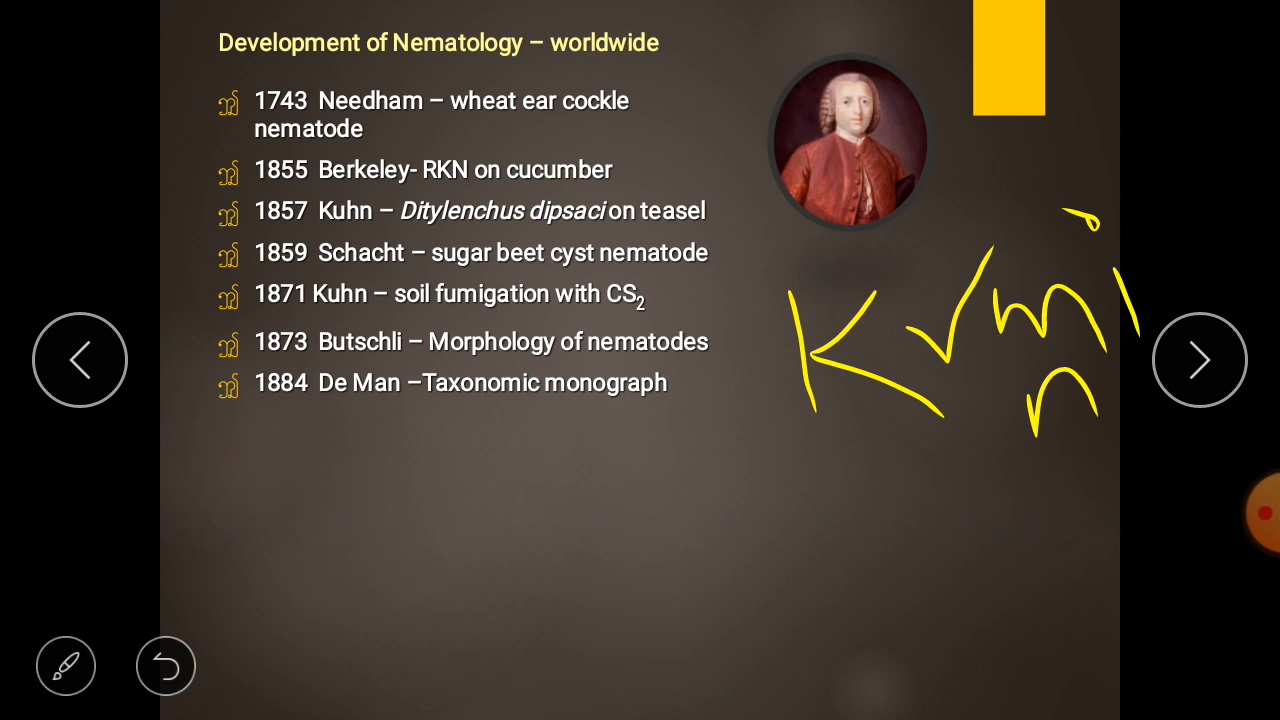 Development of Nematology – worldwide
1743 Needham – wheat ear cockle
nematode
1855 Berkeley- RKN on cucumber
1857 Kuhn – Ditylenchus dipsaci on teasel
1859 Schacht – sugar beet cyst nematode
1871 Kuhn – soil fumigation with CS₂
1873 Butschli – Morphology of nematodes
1884 De Man –Taxonomic monograph